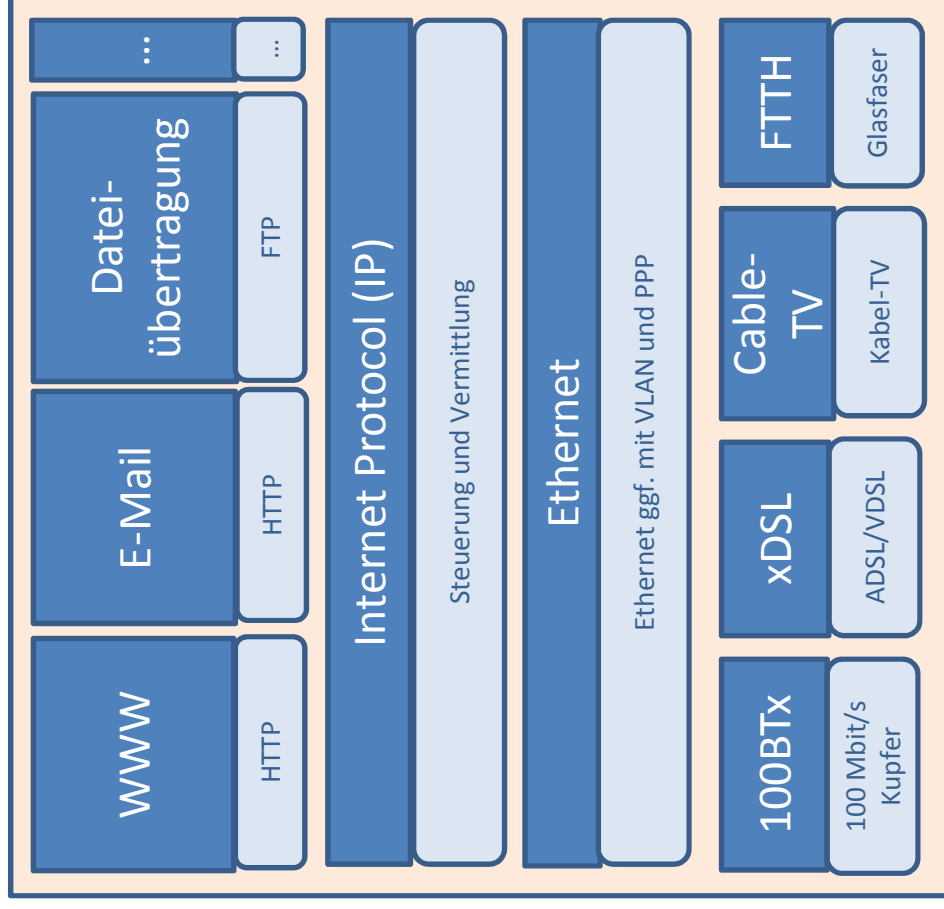 WWW
HTTP
E-Mail
HTTP
Datei-
übertragung
FTP
...
...
Internet Protocol (IP)
Steuerung und Vermittlung
Ethernet
Ethernet ggf. mit VLAN und PPP
100BTx
100 Mbit/s
Kupfer
xDSL
ADSL/VDSL
Cable-
TV
Kabel-TV
FTTH
Glasfaser